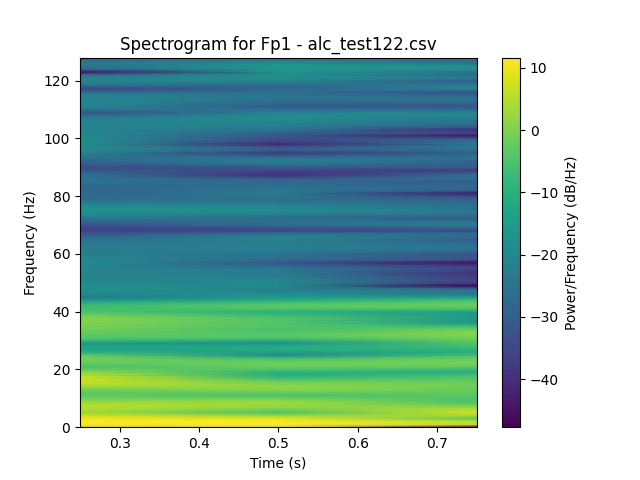 Spectrogram for Fp1 - alc_test122.csv
120
100
80
60
40
20
0
Frequency (Hz)
0.3 0.4 0.5 0.6 0.7
Time (s)
10
0
−10
−20
−30
−40
Power/Frequency (dB/Hz)